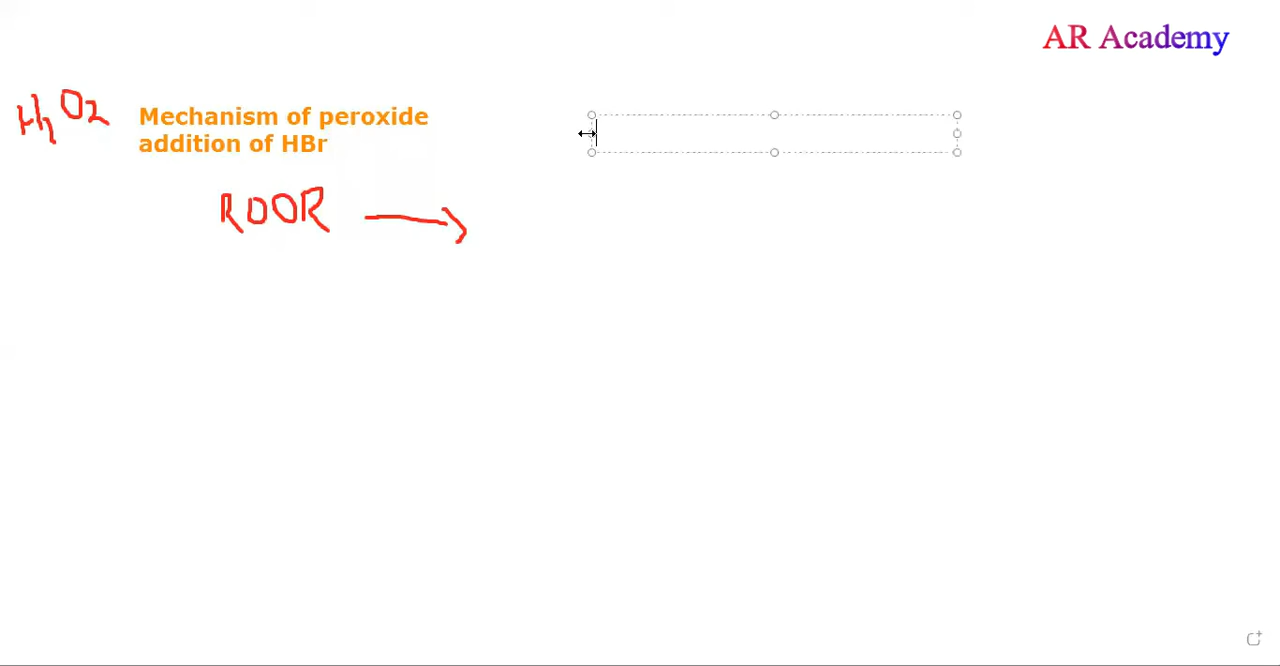 AR Academy
H₂O₂
Mechanism of peroxide
addition of HBr
ROOR →